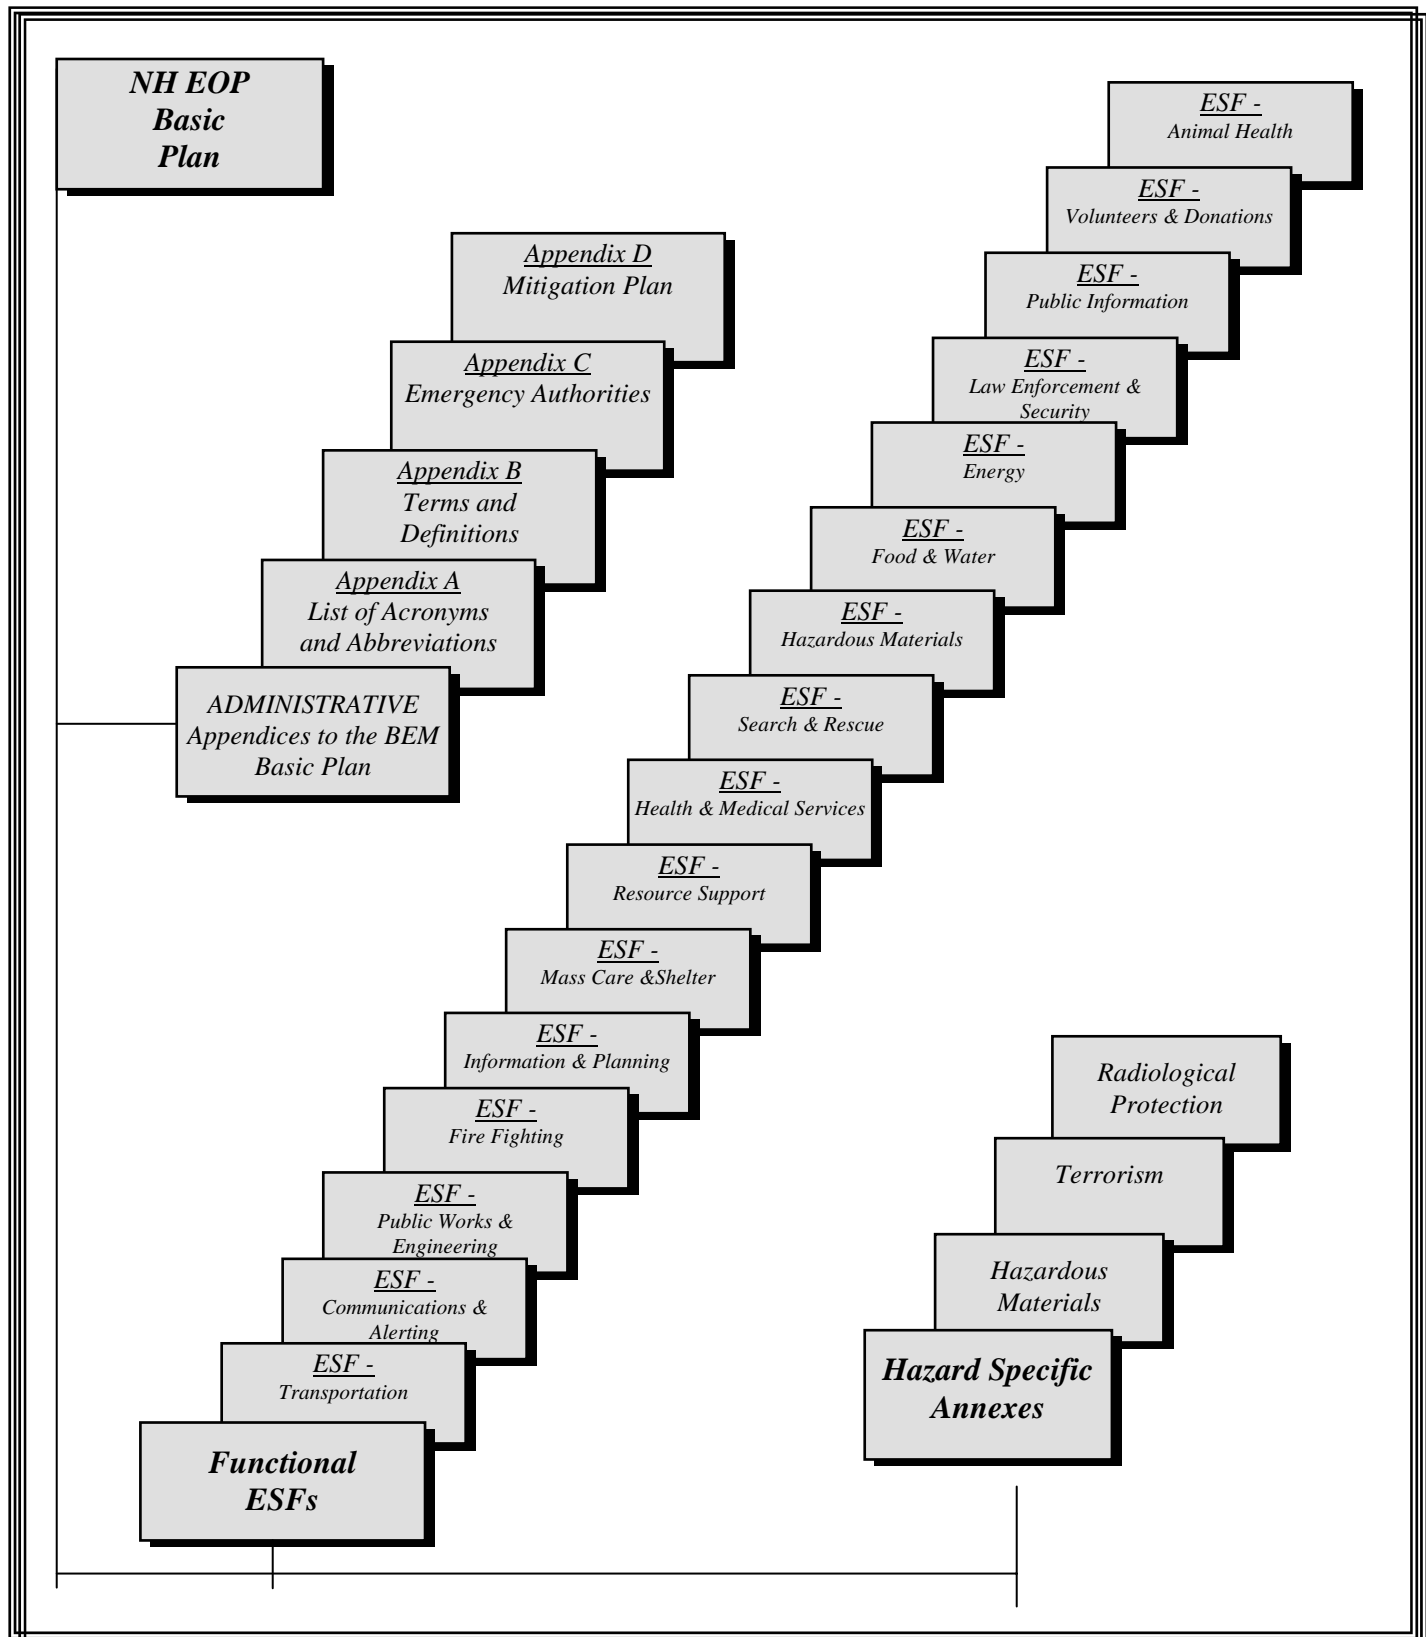 NH EOP
Basic
Plan
Appendix D
Mitigation Plan
Appendix C
Emergency Authorities
Appendix B
Terms and
Definitions
Appendix A
List of Acronyms
and Abbreviations
ADMINISTRATIVE
Appendices to the BEM
Basic Plan
ESF -
Animal Health
ESF -
Volunteers & Donations
ESF -
Public Information
ESF -
Law Enforcement &
Security
ESF -
Energy
ESF -
Food & Water
ESF -
Hazardous Materials
ESF -
Search & Rescue
ESF -
Health & Medical Services
ESF -
Resource Support
ESF -
Mass Care &Shelter
ESF -
Information & Planning
ESF -
Fire Fighting
ESF -
Public Works &
Engineering
ESF -
Communications &
Alerting
ESF -
Transportation
Functional
ESFs
Radiological
Protection
Terrorism
Hazardous
Materials
Hazard Specific
Annexes